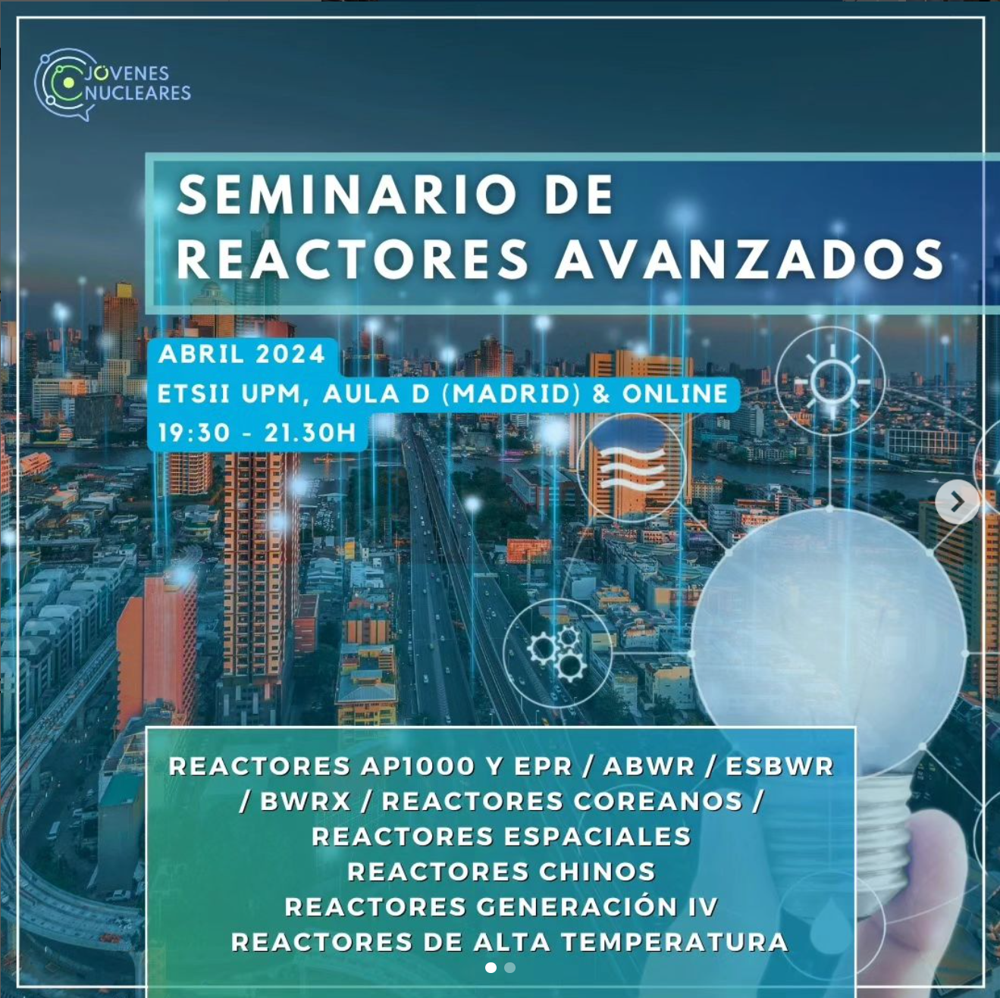 JÓVENES
NUCLEARES
SEMINARIO DE
REACTORES AVANZADOS
ABRIL 2024
ETSII UPM, AULA D (MADRID) & ONLINE
19:30 - 21.30H
REACTORES AP1000 Y EPR / ABWR / ESBWR
/ BWRX / REACTORES COREANOS /
REACTORES ESPACIALES
REACTORES CHINOS
REACTORES GENERACIÓN IV
REACTORES DE ALTA TEMPERATURA